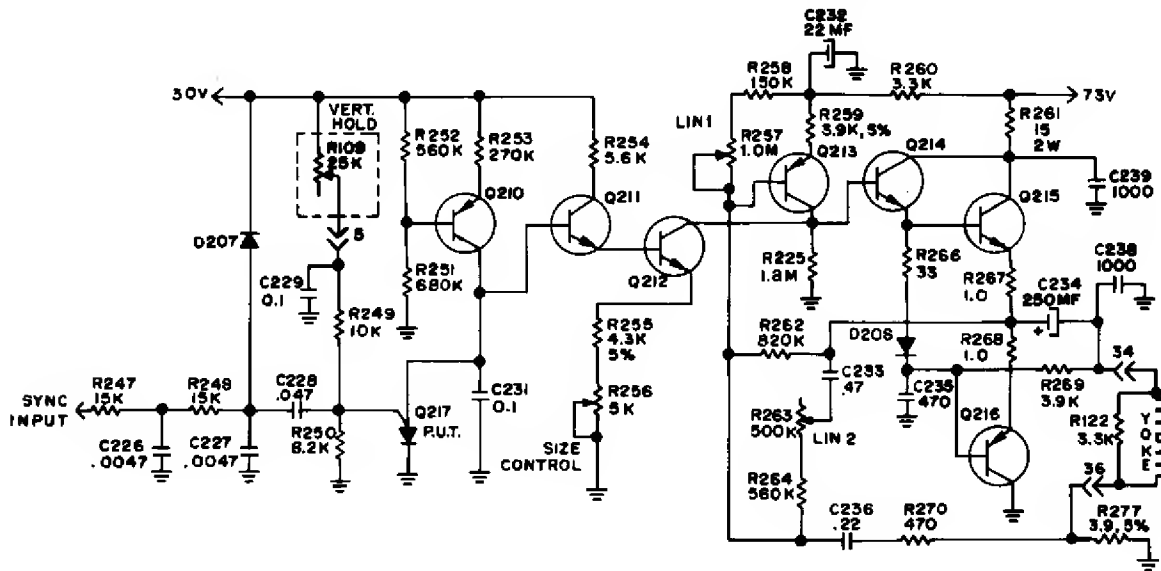 C232
22 MF
R258
150K
R260
3.3K
30V
73V
VERT.
HOLD
R109
25K
R252
560K
R253
270K
R254
5.6K
LIN1
R257
1.0M
R259
3.9K, 5%
Q213
Q214
R261
15
2W
C239
1000
Q210
Q211
Q215
D207
5
C229
0.1
R251
680K
Q212
R225
1.8M
R266
33
R267
1.0
C238
1000
C234
250MF
+
R249
10K
R255
4.3K
5%
R262
820K
D208
R268
1.0
34
C233
.47
C235
470
R269
3.9K
R247
15K
R248
15K
C228
.047
C231
0.1
R256
5K
SYNC
INPUT
Q217
P.U.T.
R263
500K
LIN 2
Q216
R122
3.3K
YOKE
C226
.0047
C227
.0047
R250
8.2K
SIZE
CONTROL
R264
560K
36
C236
.22
R270
470
R277
3.9, 5%